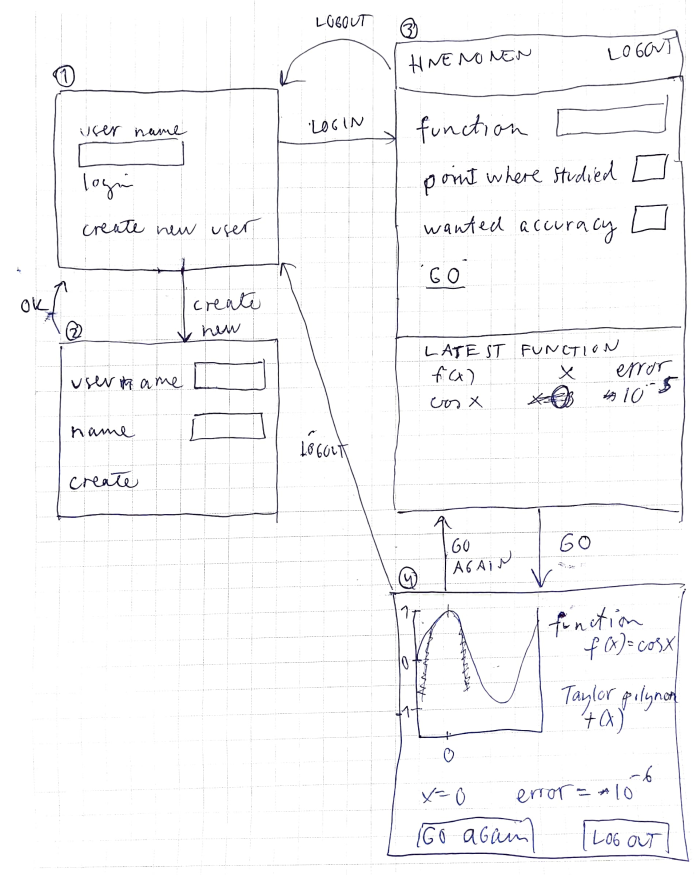 LOGOUT
①
user name
login
create new user
LOGIN
OK
create
new
②
username
name
create
LOGOUT
③
HNEMONEN LOGOUT
function
point where studied
wanted accuracy
GO
LATEST FUNCTION
f(x) x error
cos x 10⁻⁵
GO
AGAIN
GO
④
1
0
-1
0
function
f(x)=cosx
Taylor polynom
t(x)
x=0 error = 10⁻⁶
GO again LOG OUT